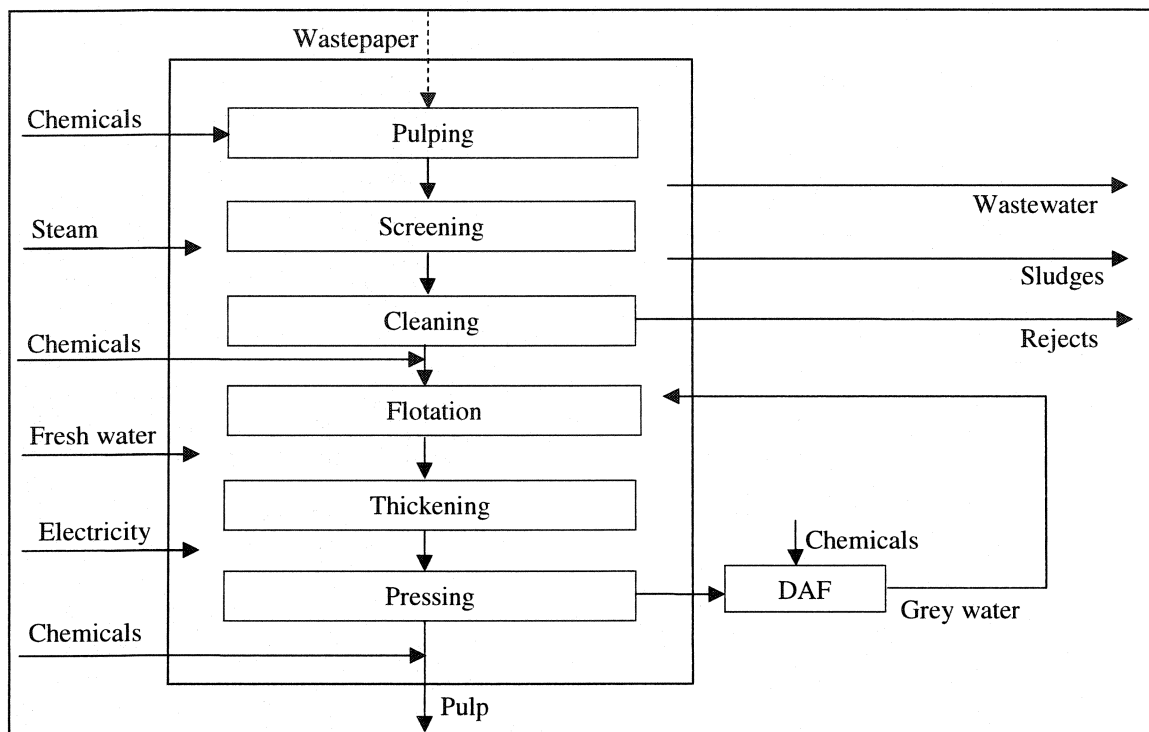 Wastepaper
Chemicals
Pulping
Wastewater
Steam
Screening
Sludges
Cleaning
Rejects
Chemicals
Flotation
Fresh water
Thickening
Electricity
Chemicals
Pressing
DAF
Grey water
Chemicals
Pulp